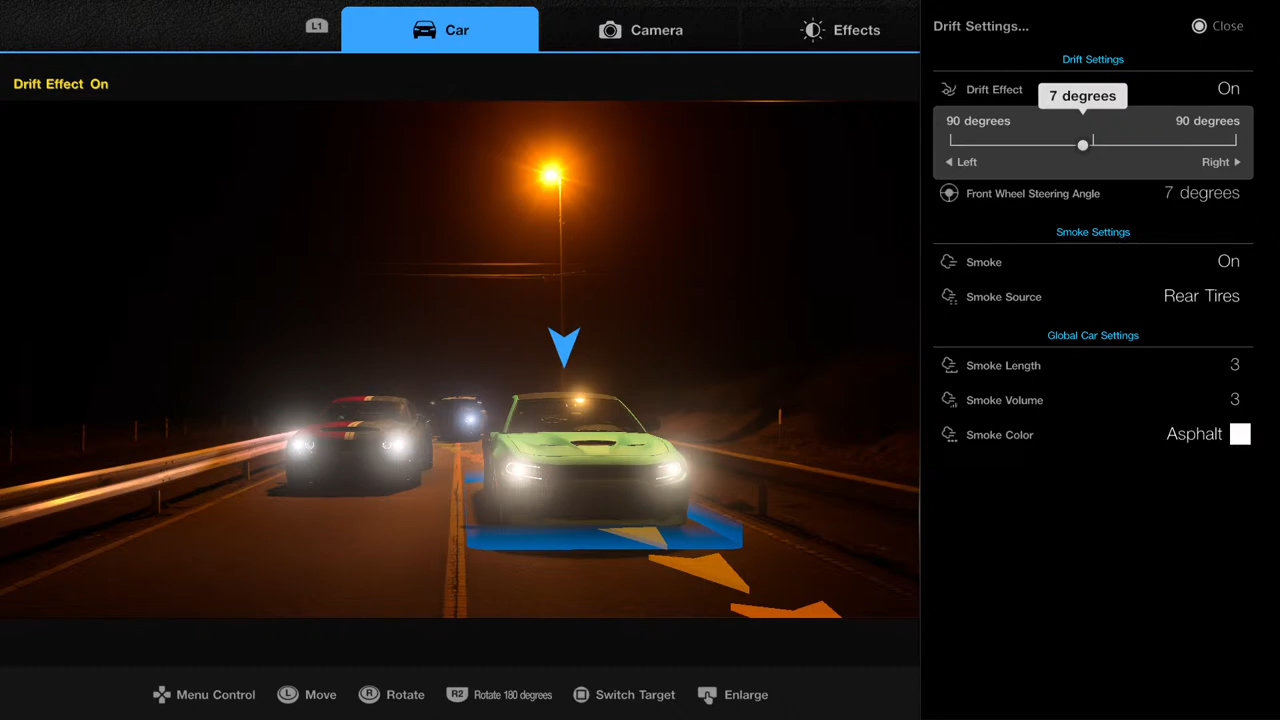 L1
Car
Camera
Effects
Drift Settings...
Close
Drift Effect On
Drift Settings
Drift Effect On
7 degrees
90 degrees 90 degrees
Left Right
Front Wheel Steering Angle 7 degrees
Smoke Settings
Smoke On
Smoke Source Rear Tires
Global Car Settings
Smoke Length 3
Smoke Volume 3
Smoke Color Asphalt
Menu Control L Move R Rotate R2 Rotate 180 degrees Switch Target Enlarge